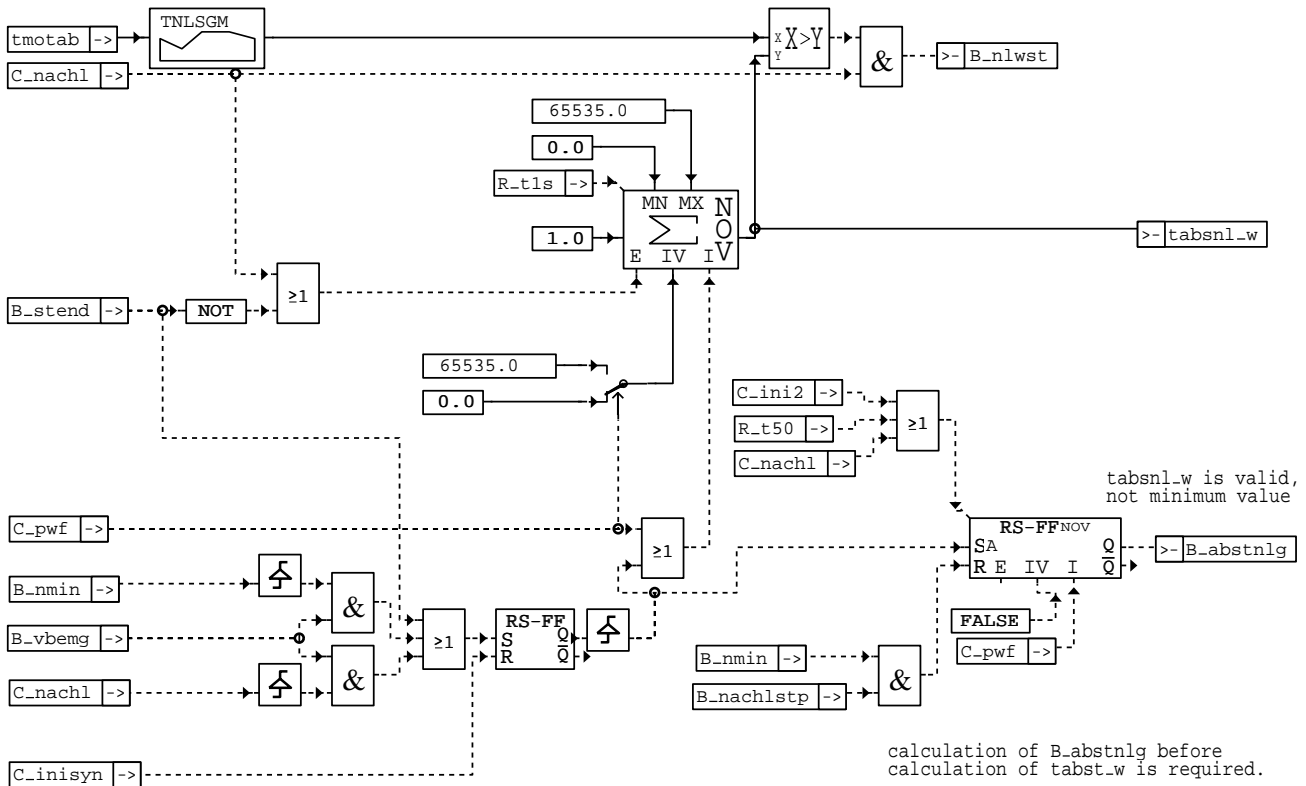 TNLSGM
tmotab ->
C_nachl ->
X>Y
X
Y
&
>- B_nlwst
65535.0
0.0
R_t1s ->
1.0
MN MX
NOV
E IV I
>- tabsnl_w
B_stend ->
NOT
≥1
65535.0
0.0
C_ini2 ->
R_t50 ->
C_nachl ->
≥1
tabsnl_w is valid,
not minimum value
C_pwf ->
≥1
RS-FF NOV
SA Q
R E IV I Q
>- B_abstnlg
B_nmin ->
&
B_vbemg ->
≥1
RS-FF
S Q
R Q
C_nachl ->
&
FALSE
C_pwf ->
B_nmin ->
B_nachlstp ->
&
C_inisyn ->
calculation of B_abstnlg before
calculation of tabst_w is required.